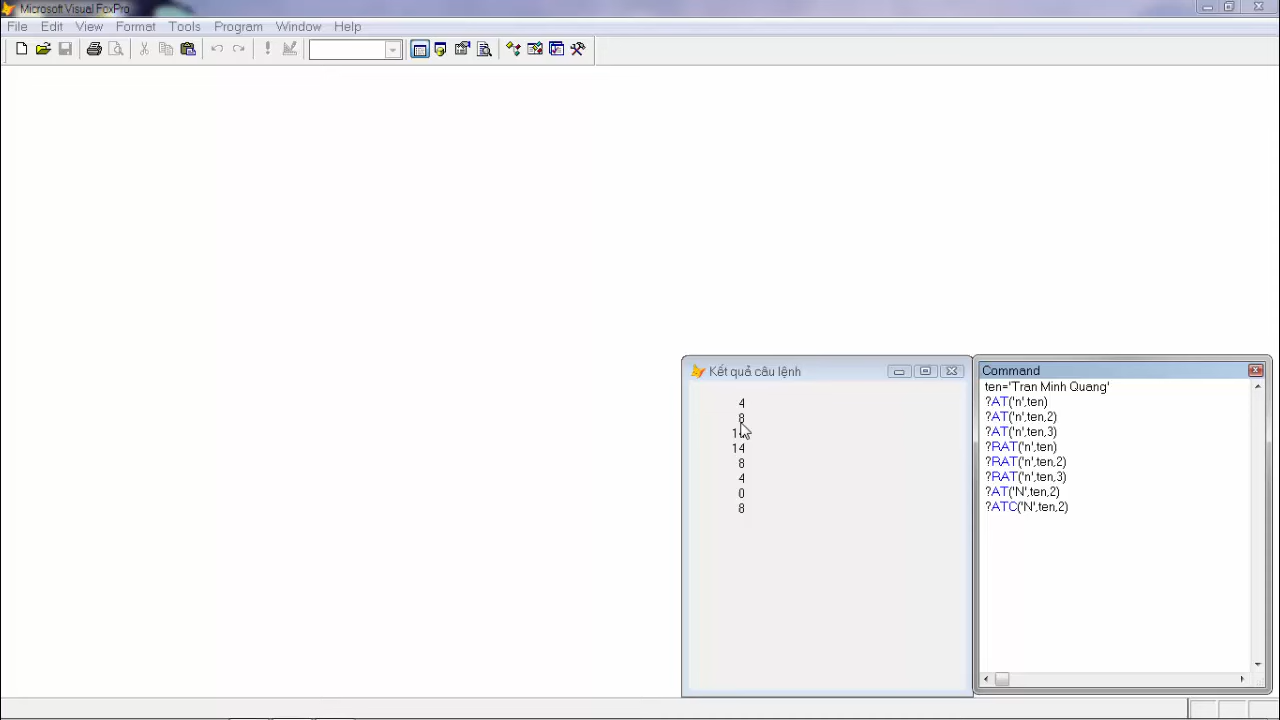 Microsoft Visual FoxPro
File Edit View Format Tools Program Window Help
Kết quả câu lệnh
4
8
14
8
4
0
8
Command
ten='Tran Minh Quang'
?AT('n',ten)
?AT('n',ten,2)
?AT('n',ten,3)
?RAT('n',ten)
?RAT('n',ten,2)
?RAT('n',ten,3)
?AT('N',ten,2)
?ATC('N',ten,2)